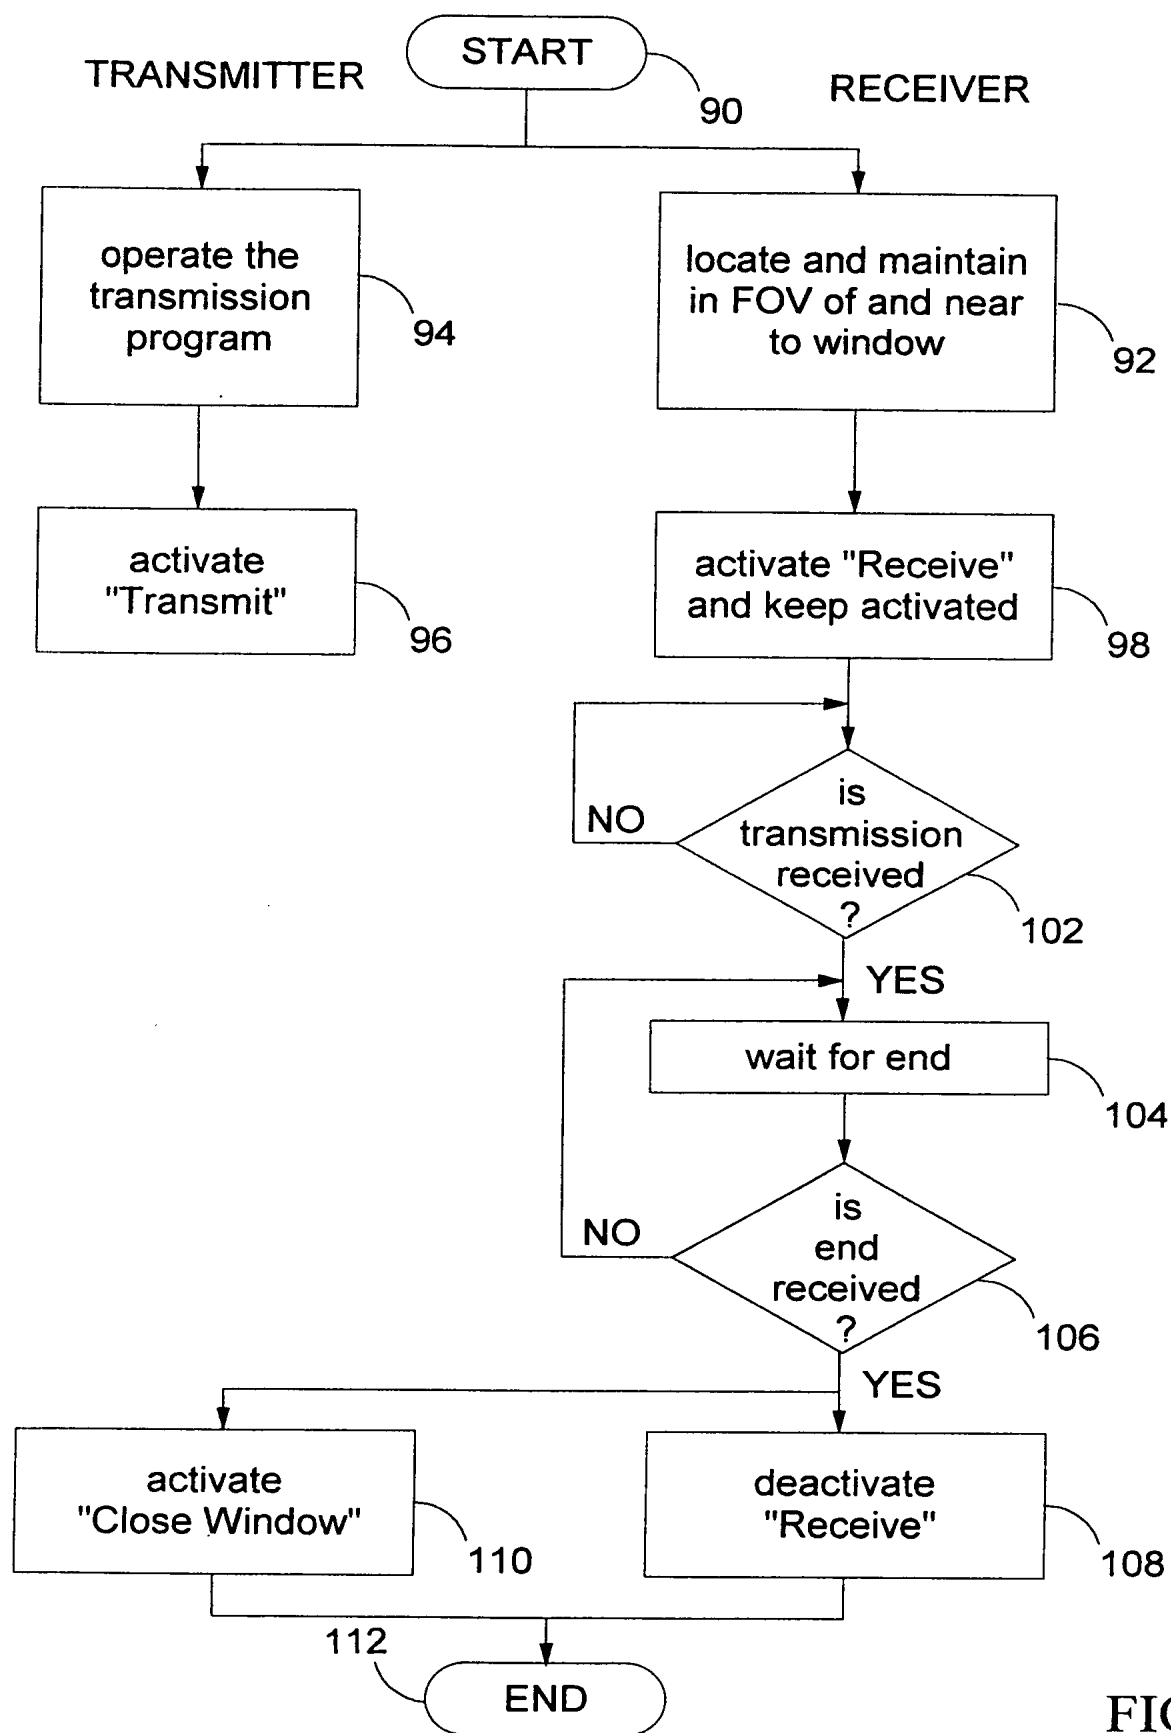 START
TRANSMITTER
90
RECEIVER
operate the
transmission
program
94
locate and maintain
in FOV of and near
to window
92
activate
"Transmit"
96
activate "Receive"
and keep activated
98
NO
is
transmission
received
?
102
YES
wait for end
104
NO
is
end
received
?
106
YES
activate
"Close Window"
110
deactivate
"Receive"
108
112
END